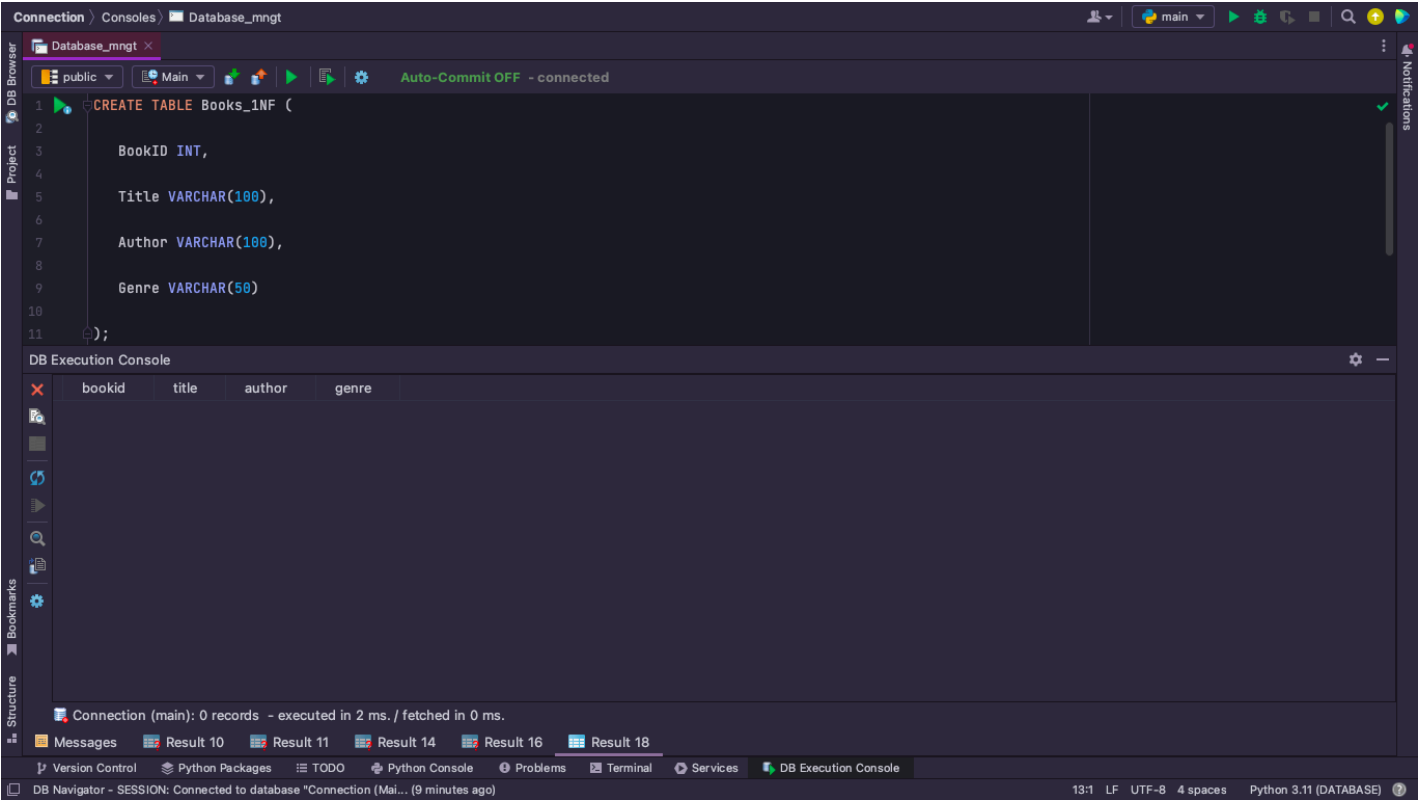 Connection 〉 Consoles 〉 Database_mngt
main
Database_mngt
public
Main
Auto-Commit OFF - connected
1 CREATE TABLE Books_1NF (
2
3 BookID INT,
4
5 Title VARCHAR(100),
6
7 Author VARCHAR(100),
8
9 Genre VARCHAR(50)
10
11 );
DB Browser
Project
Bookmarks
Structure
Notifications
DB Execution Console
bookid title author genre
Connection (main): 0 records - executed in 2 ms. / fetched in 0 ms.
Messages Result 10 Result 11 Result 14 Result 16 Result 18
Version Control Python Packages TODO Python Console Problems Terminal Services DB Execution Console
DB Navigator - SESSION: Connected to database "Connection (Mai... (9 minutes ago) 13:1 LF UTF-8 4 spaces Python 3.11 (DATABASE)